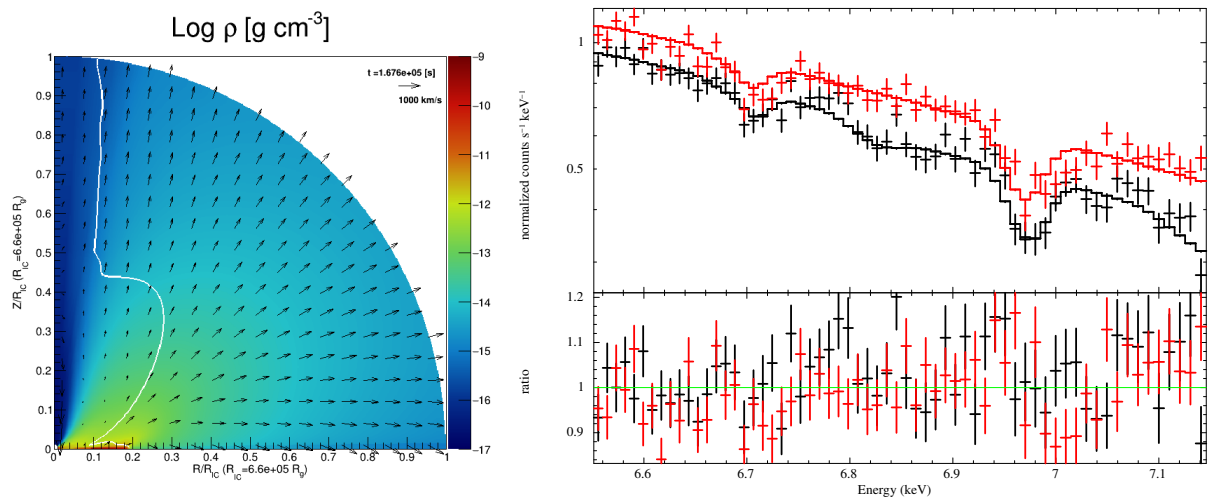 Log ρ [g cm⁻³]
t =1.676e+05 [s]
1000 km/s
1
0.9
0.8
0.7
0.6
0.5
0.4
0.3
0.2
0.1
0
Z/R_IC (R_IC=6.6e+05 R_g)
0 0.1 0.2 0.3 0.4 0.5 0.6 0.7 0.8 0.9 1
R/R_IC (R_IC=6.6e+05 R_g)
−9
−10
−11
−12
−13
−14
−15
−16
−17
normalized counts s⁻¹ keV⁻¹
1
0.5
ratio
1.2
1.1
1
0.9
6.6 6.7 6.8 6.9 7 7.1
Energy (keV)